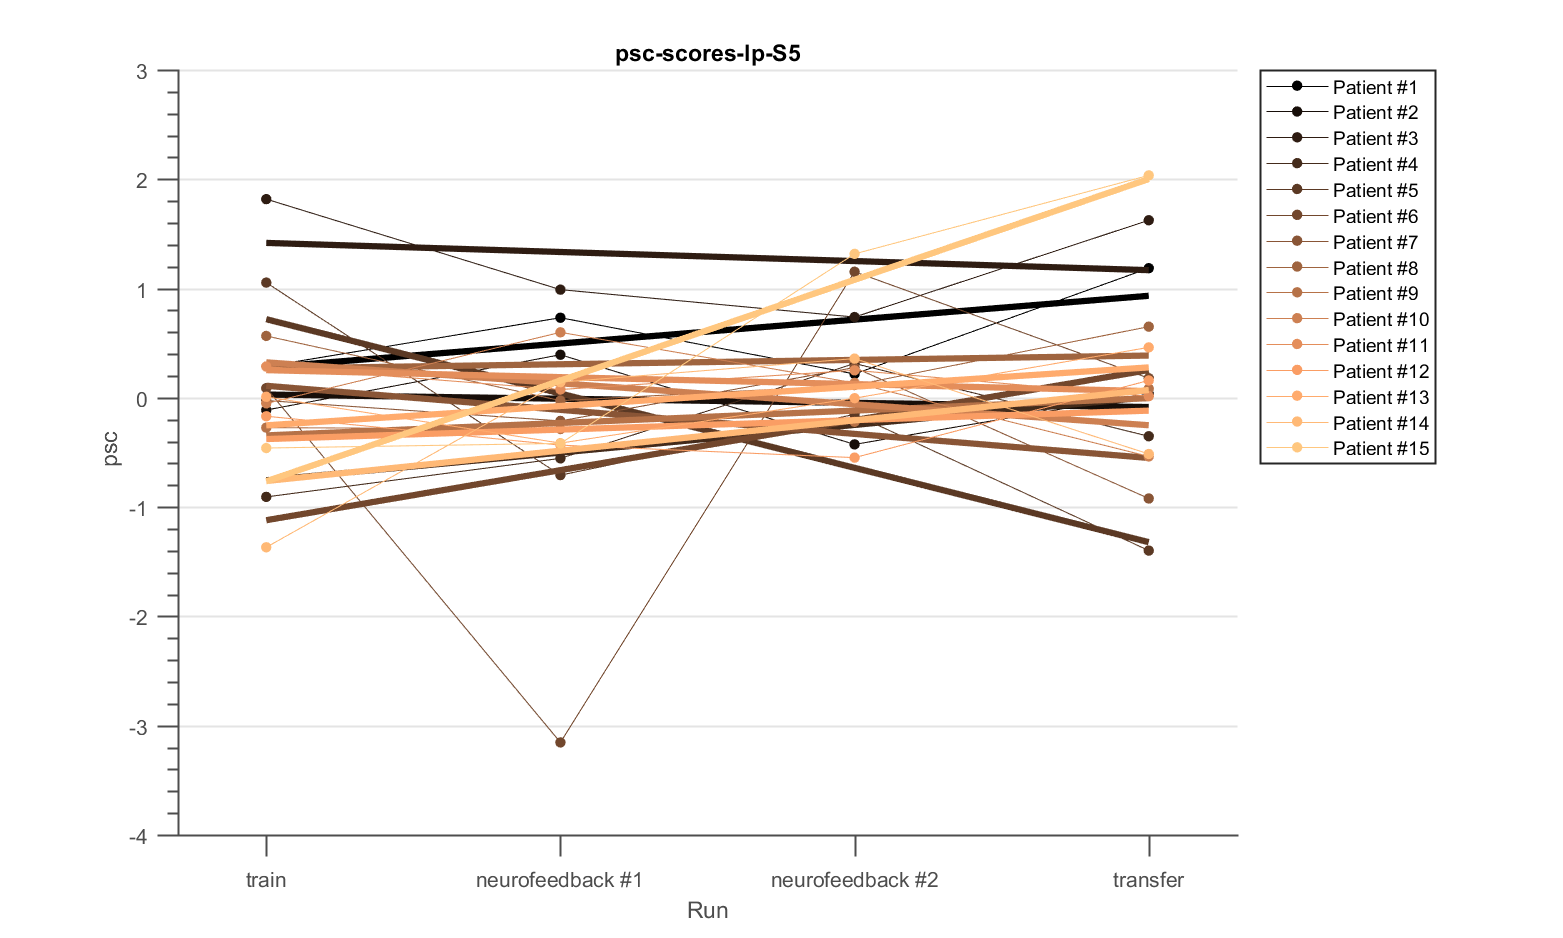 psc-scores-lp-S5
3
2
1
0
-1
-2
-3
-4
psc
train
neurofeedback #1
neurofeedback #2
transfer
Run
Patient #1
Patient #2
Patient #3
Patient #4
Patient #5
Patient #6
Patient #7
Patient #8
Patient #9
Patient #10
Patient #11
Patient #12
Patient #13
Patient #14
Patient #15